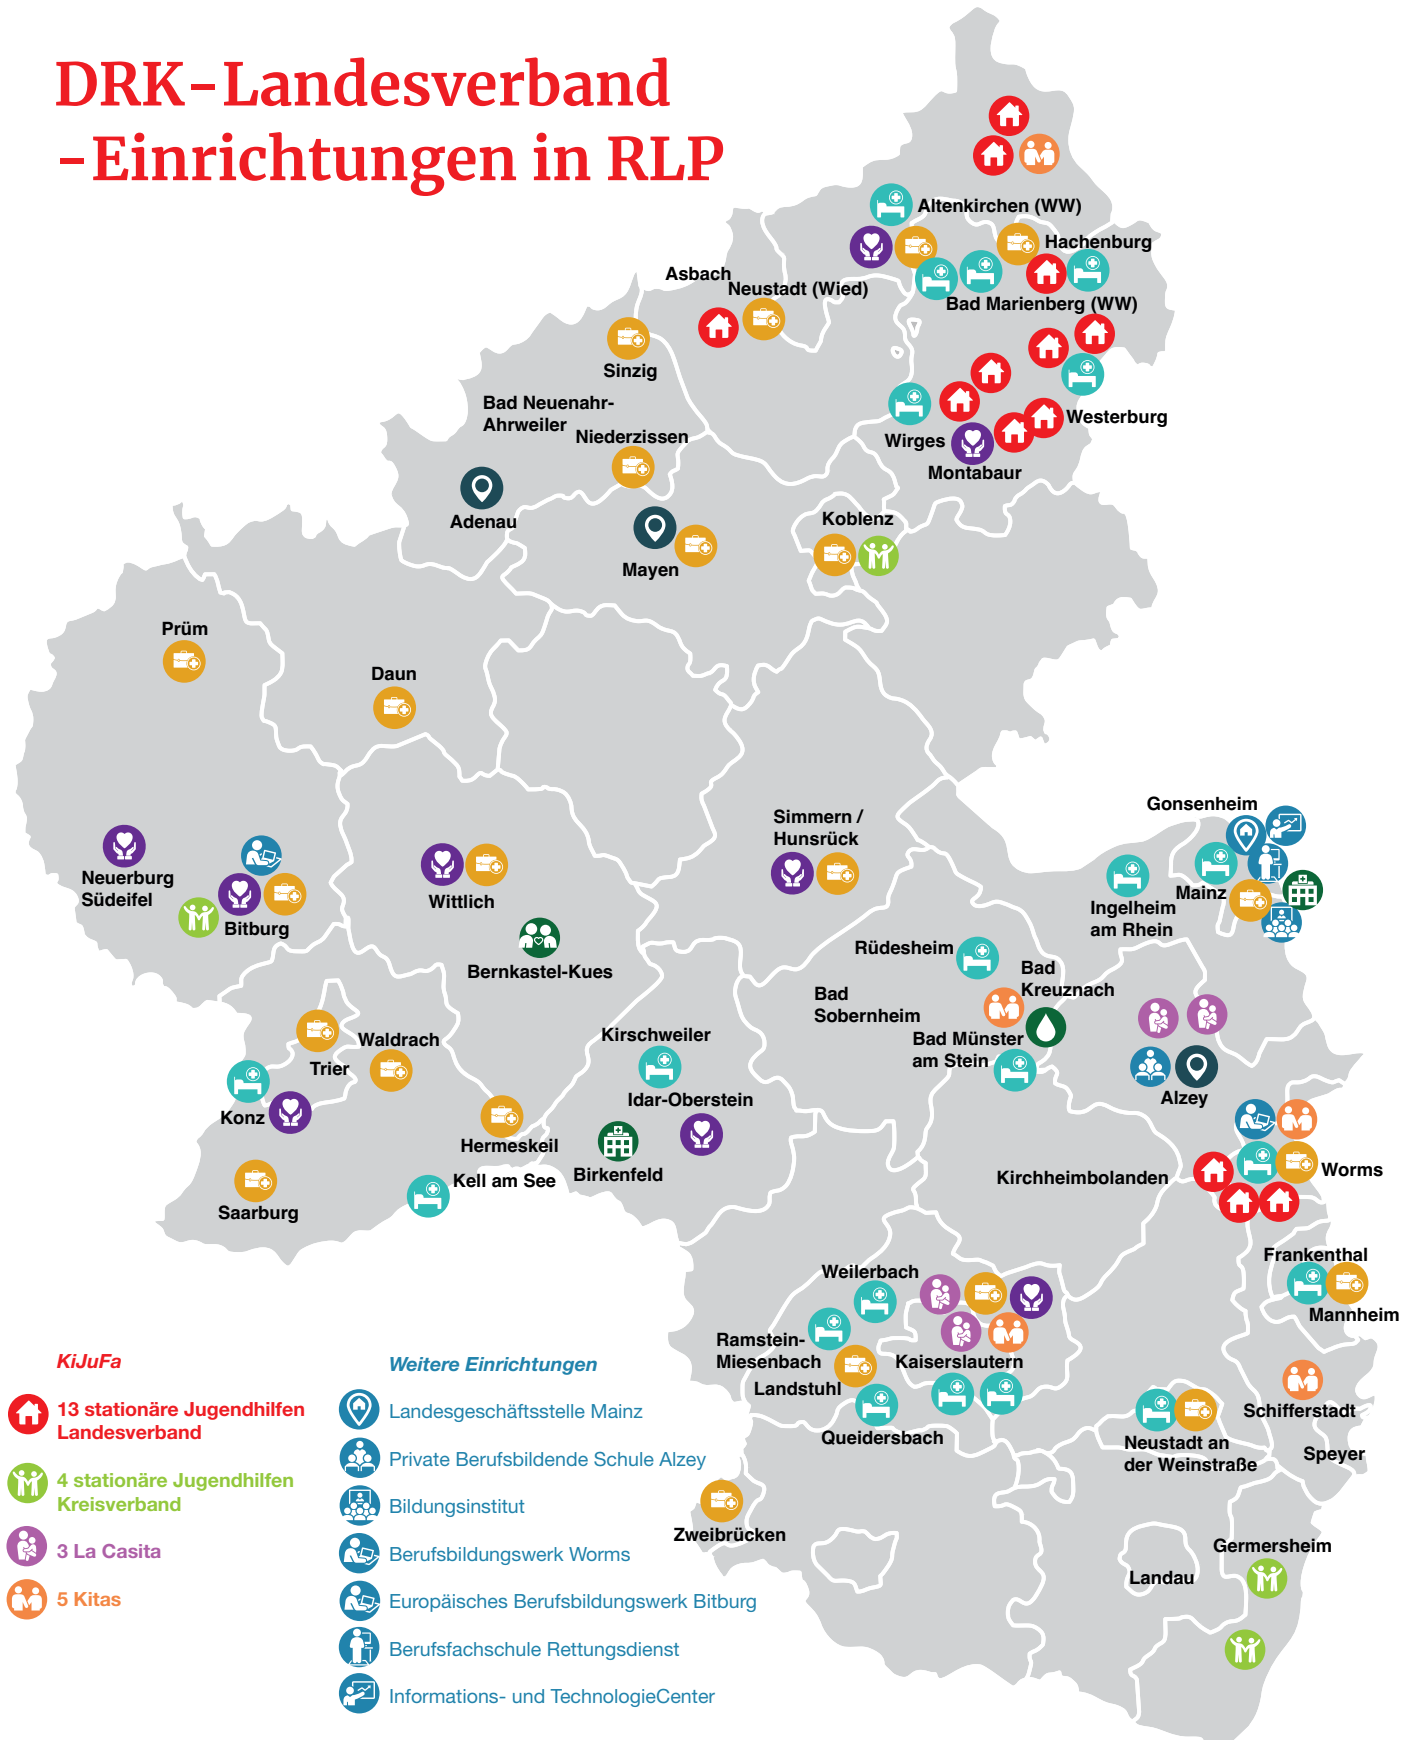 DRK-Landesverband
-Einrichtungen in RLP
Altenkirchen (WW)
Hachenburg
Asbach
Neustadt (Wied)
Bad Marienberg (WW)
Sinzig
Bad Neuenahr-
Ahrweiler
Niederzissen
Westerburg
Wirges
Montabaur
Adenau
Koblenz
Mayen
Prüm
Daun
Gonsenheim
Simmern /
Hunsrück
Neuerburg
Südeifel
Bitburg
Wittlich
Mainz
Ingelheim
am Rhein
Bernkastel-Kues
Rüdesheim
Bad
Kreuznach
Bad
Sobernheim
Bad Münster
am Stein
Kirschweiler
Waldrach
Trier
Idar-Oberstein
Alzey
Konz
Hermeskeil
Birkenfeld
Kell am See
Kirchheimbolanden
Worms
Saarburg
Frankenthal
Weilerbach
Mannheim
Ramstein-
Miesenbach
Kaiserslautern
Landstuhl
Schifferstadt
Queidersbach
Neustadt an
der Weinstraße
Speyer
Zweibrücken
Germersheim
Landau
KiJuFa
13 stationäre Jugendhilfen
Landesverband
4 stationäre Jugendhilfen
Kreisverband
3 La Casita
5 Kitas
Weitere Einrichtungen
Landesgeschäftsstelle Mainz
Private Berufsbildende Schule Alzey
Bildungsinstitut
Berufsbildungswerk Worms
Europäisches Berufsbildungswerk Bitburg
Berufsfachschule Rettungsdienst
Informations- und TechnologieCenter